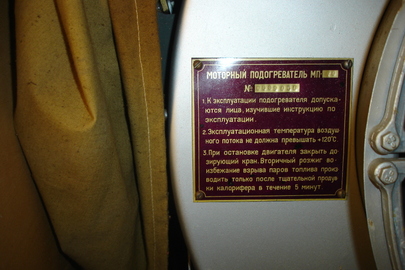 МОТОРНЫЙ ПОДОГРЕВАТЕЛЬ МП-
№
1. К эксплуатации подогревателя допуска-
ются лица, изучившие инструкцию по
эксплуатации.
2. Эксплуатационная температура воздуш
ного потока не должна превышать +120°С
3. При остановке двигателя закрыть до
зирующий кран. Вторичный розжиг во-
избежание взрыва паров топлива произ
водить только после тщательной продув
ки калорифера в течение 5 минут.